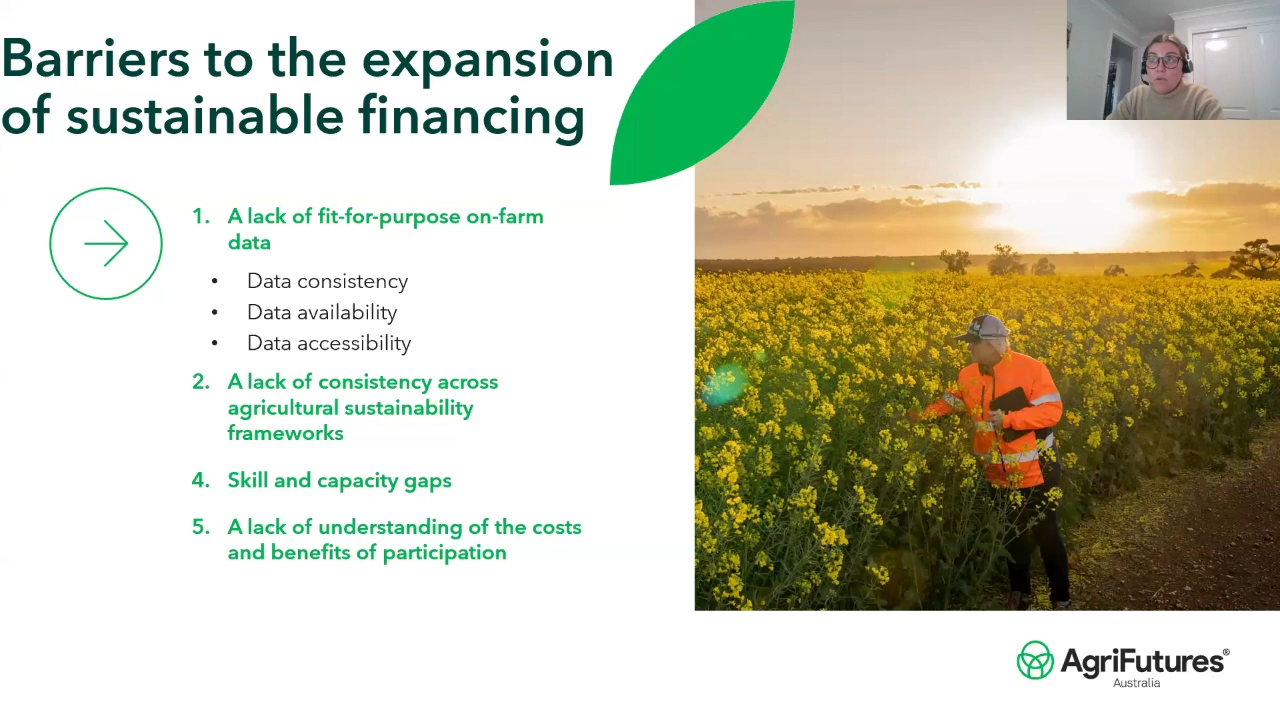 Barriers to the expansion
of sustainable financing
1. A lack of fit-for-purpose on-farm
data
• Data consistency
• Data availability
• Data accessibility
2. A lack of consistency across
agricultural sustainability
frameworks
4. Skill and capacity gaps
5. A lack of understanding of the costs
and benefits of participation
AgriFutures®
Australia